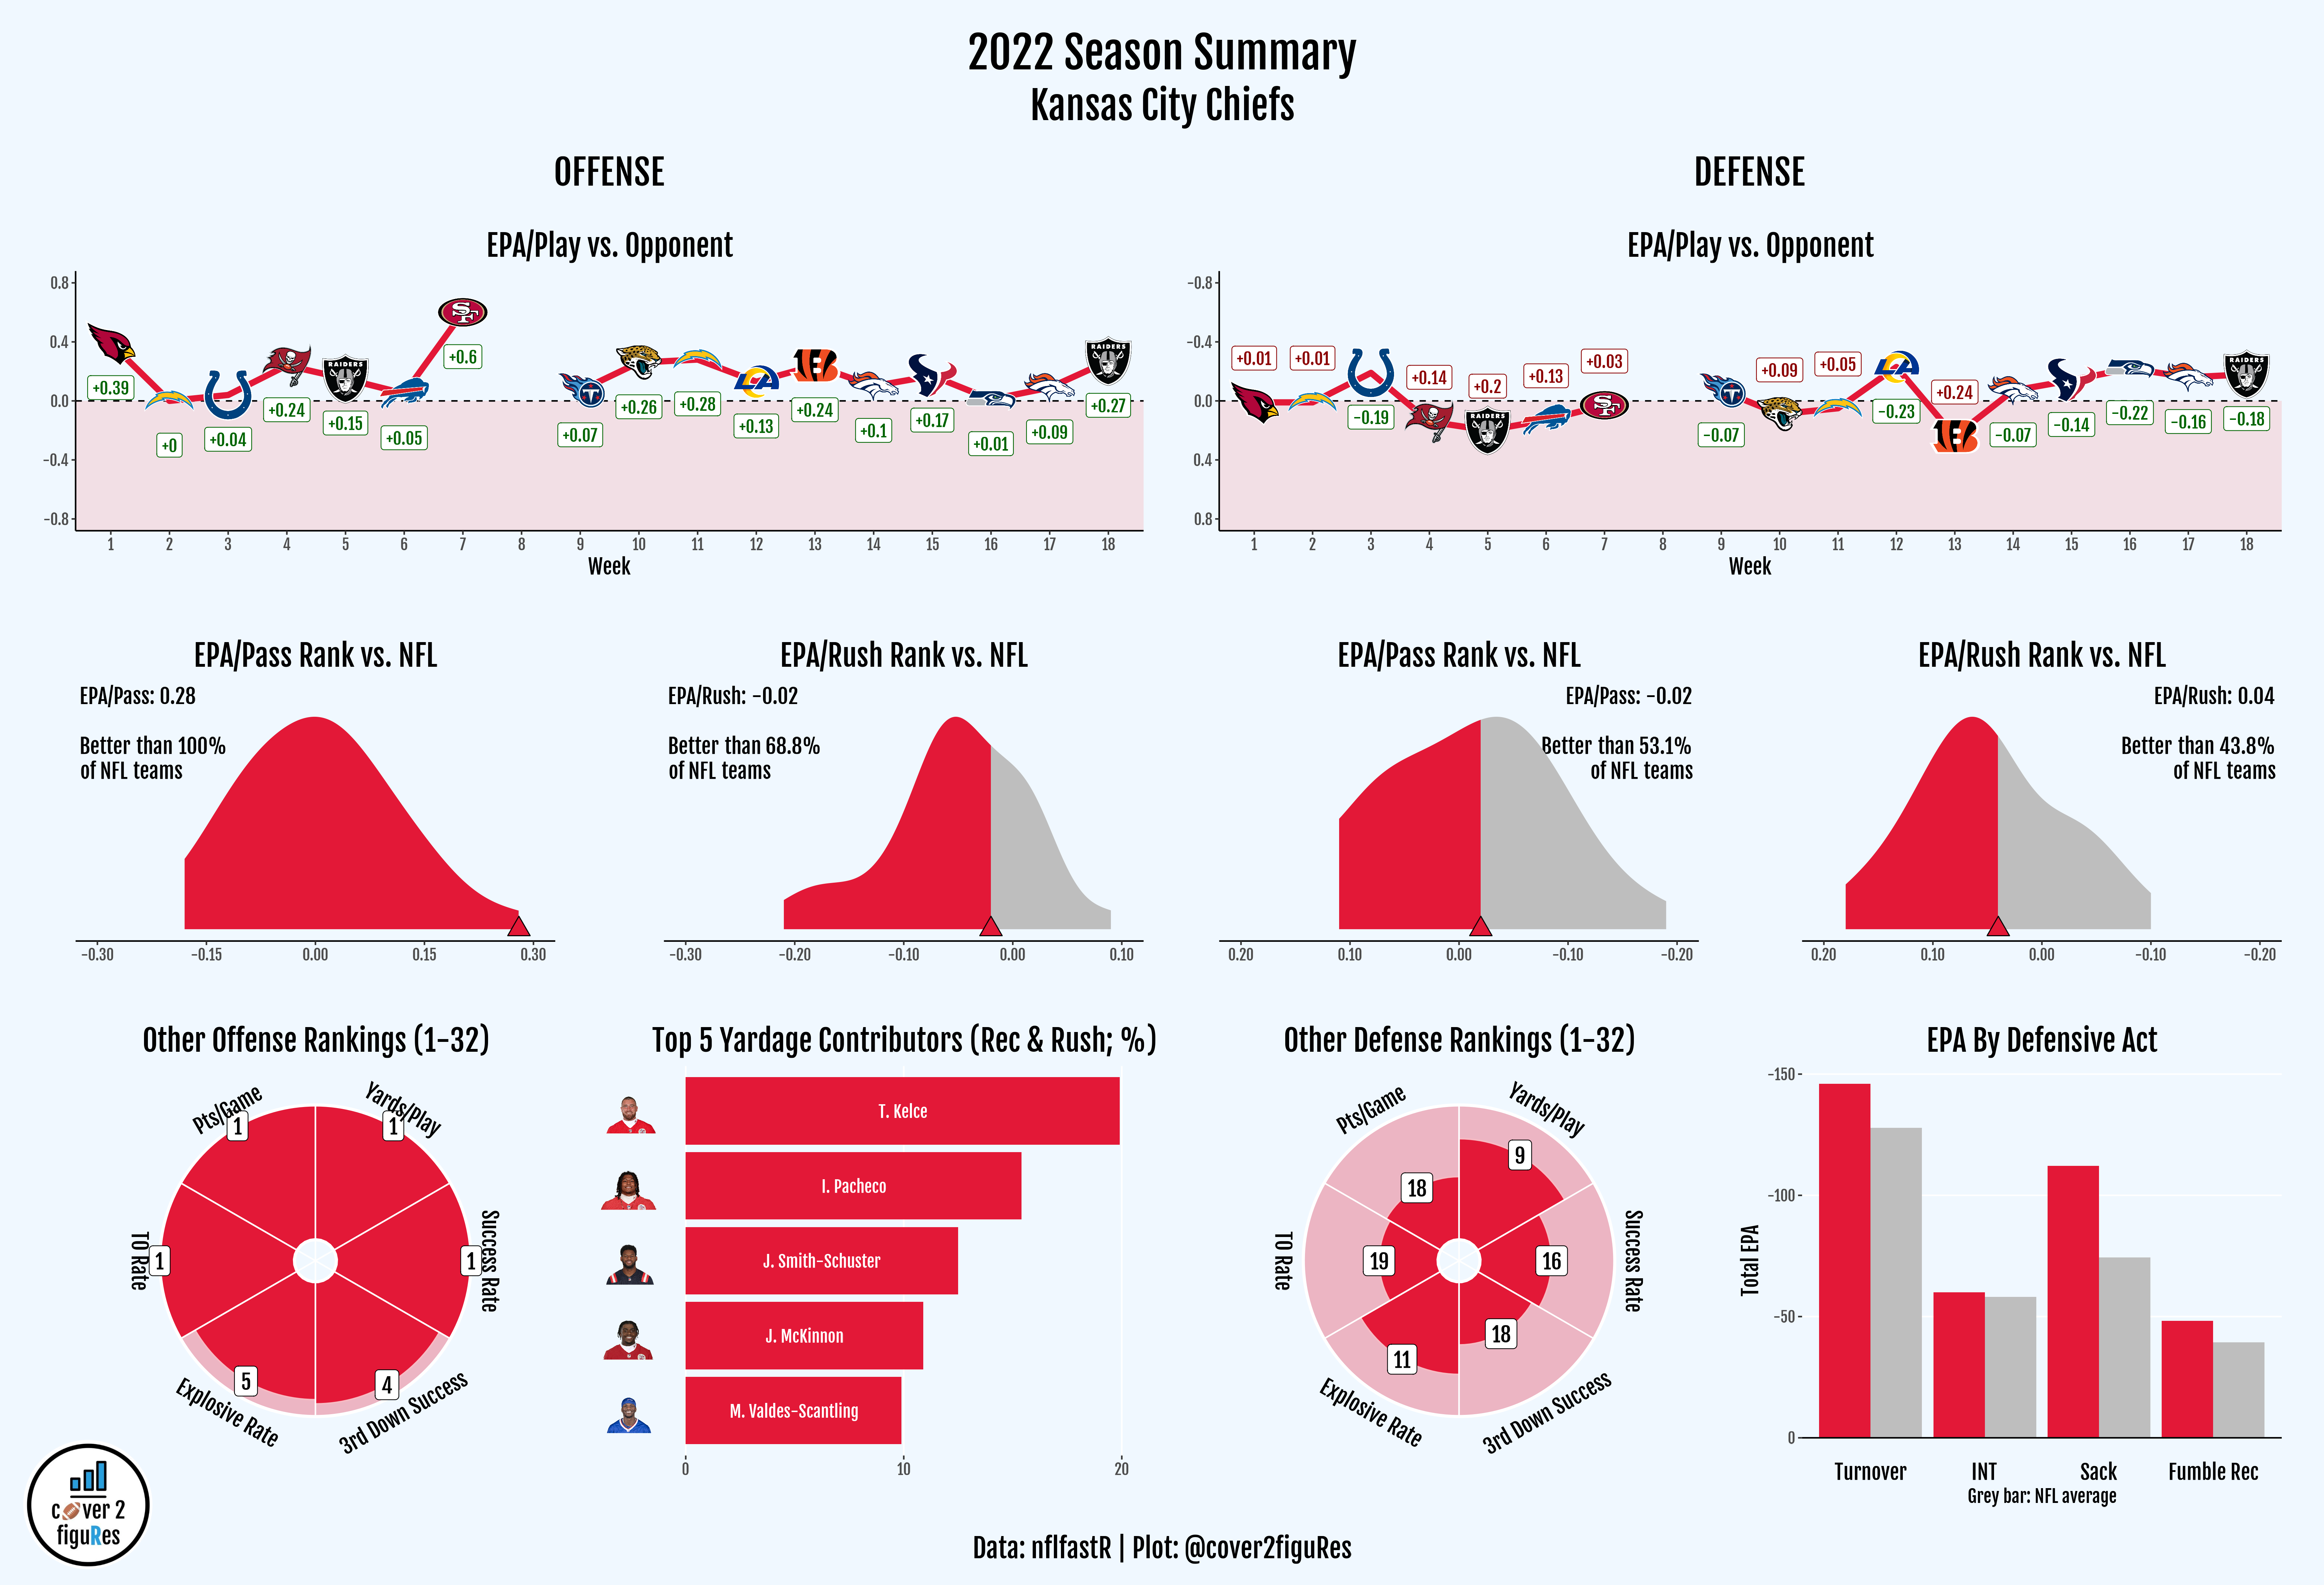 2022 Season Summary
Kansas City Chiefs
OFFENSE
EPA/Play vs. Opponent
0.8
0.4
0.0
−0.4
−0.8
+0.39
+0
+0.04
+0.24
RAIDERS
+0.15
+0.05
SF
+0.6
+0.07
+0.26
+0.28
+0.13
+0.24
+0.1
+0.17
+0.01
+0.09
RAIDERS
+0.27
1 2 3 4 5 6 7 8 9 10 11 12 13 14 15 16 17 18
Week
DEFENSE
EPA/Play vs. Opponent
−0.8
−0.4
0.0
0.4
0.8
+0.01
+0.01
−0.19
+0.14
+0.2
RAIDERS
+0.13
+0.03
SF
−0.07
+0.09
+0.05
−0.23
+0.24
−0.07
−0.14
−0.22
−0.16
RAIDERS
−0.18
1 2 3 4 5 6 7 8 9 10 11 12 13 14 15 16 17 18
Week
EPA/Pass Rank vs. NFL
EPA/Pass: 0.28
Better than 100%
of NFL teams
−0.30 −0.15 0.00 0.15 0.30
EPA/Rush Rank vs. NFL
EPA/Rush: −0.02
Better than 68.8%
of NFL teams
−0.30 −0.20 −0.10 0.00 0.10
EPA/Pass Rank vs. NFL
EPA/Pass: −0.02
Better than 53.1%
of NFL teams
0.20 0.10 0.00 −0.10 −0.20
EPA/Rush Rank vs. NFL
EPA/Rush: 0.04
Better than 43.8%
of NFL teams
0.20 0.10 0.00 −0.10 −0.20
Other Offense Rankings (1−32)
Pts/Game
1
Yards/Play
1
Success Rate
1
3rd Down Success
4
Explosive Rate
5
TO Rate
1
Top 5 Yardage Contributors (Rec & Rush; %)
T. Kelce
I. Pacheco
J. Smith−Schuster
J. McKinnon
M. Valdes−Scantling
0 10 20
Other Defense Rankings (1−32)
Pts/Game
18
Yards/Play
9
Success Rate
16
3rd Down Success
18
Explosive Rate
11
TO Rate
19
EPA By Defensive Act
Total EPA
−150
−100
−50
0
Turnover INT Sack Fumble Rec
Grey bar: NFL average
cover 2
figuRes
Data: nflfastR | Plot: @cover2figuRes